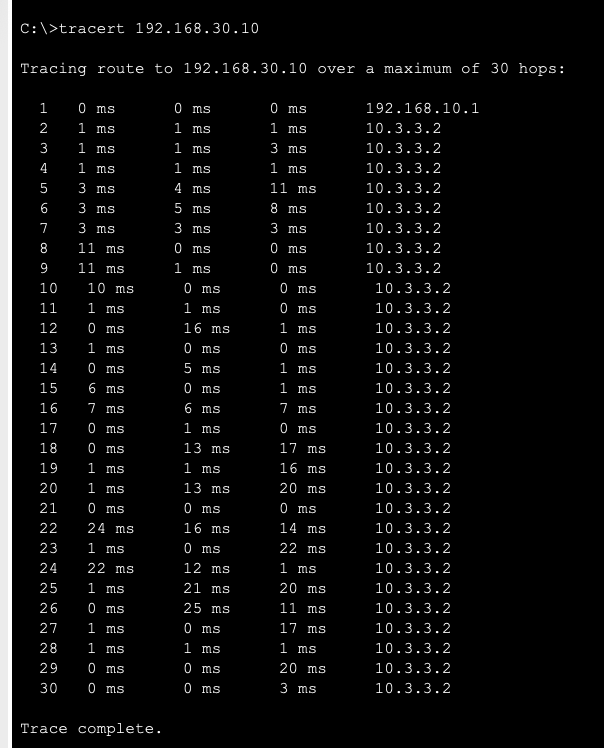 C:\>tracert 192.168.30.10
Tracing route to 192.168.30.10 over a maximum of 30 hops:
1 0 ms 0 ms 0 ms 192.168.10.1
2 1 ms 1 ms 1 ms 10.3.3.2
3 1 ms 1 ms 3 ms 10.3.3.2
4 1 ms 1 ms 1 ms 10.3.3.2
5 3 ms 4 ms 11 ms 10.3.3.2
6 3 ms 5 ms 8 ms 10.3.3.2
7 3 ms 3 ms 3 ms 10.3.3.2
8 11 ms 0 ms 0 ms 10.3.3.2
9 11 ms 1 ms 0 ms 10.3.3.2
10 10 ms 0 ms 0 ms 10.3.3.2
11 1 ms 1 ms 0 ms 10.3.3.2
12 0 ms 16 ms 1 ms 10.3.3.2
13 1 ms 0 ms 0 ms 10.3.3.2
14 0 ms 5 ms 1 ms 10.3.3.2
15 6 ms 0 ms 1 ms 10.3.3.2
16 7 ms 6 ms 7 ms 10.3.3.2
17 0 ms 1 ms 0 ms 10.3.3.2
18 0 ms 13 ms 17 ms 10.3.3.2
19 1 ms 1 ms 16 ms 10.3.3.2
20 1 ms 13 ms 20 ms 10.3.3.2
21 0 ms 0 ms 0 ms 10.3.3.2
22 24 ms 16 ms 14 ms 10.3.3.2
23 1 ms 0 ms 22 ms 10.3.3.2
24 22 ms 12 ms 1 ms 10.3.3.2
25 1 ms 21 ms 20 ms 10.3.3.2
26 0 ms 25 ms 11 ms 10.3.3.2
27 1 ms 0 ms 17 ms 10.3.3.2
28 1 ms 1 ms 1 ms 10.3.3.2
29 0 ms 0 ms 20 ms 10.3.3.2
30 0 ms 0 ms 3 ms 10.3.3.2
Trace complete.